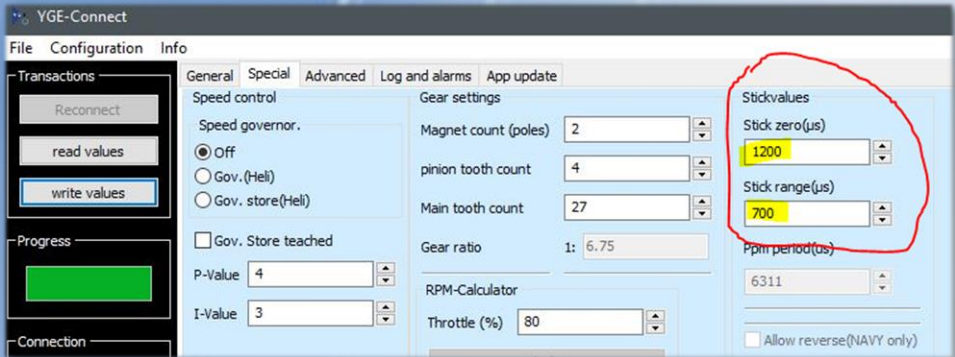 YGE-Connect
File Configuration Info
Transactions
Reconnect
read values
write values
Progress
Connection
General Special Advanced Log and alarms App update
Speed control
Speed governor.
Off
Gov.(Heli)
Gov. store(Heli)
Gov. Store teached
P-Value 4
I-Value 3
Gear settings
Magnet count (poles) 2
pinion tooth count 4
Main tooth count 27
Gear ratio 1: 6.75
RPM-Calculator
Throttle (%) 80
Stickvalues
Stick zero(µs)
1200
Stick range(µs)
700
Ppm period(us)
6311
Allow reverse(NAVY only)